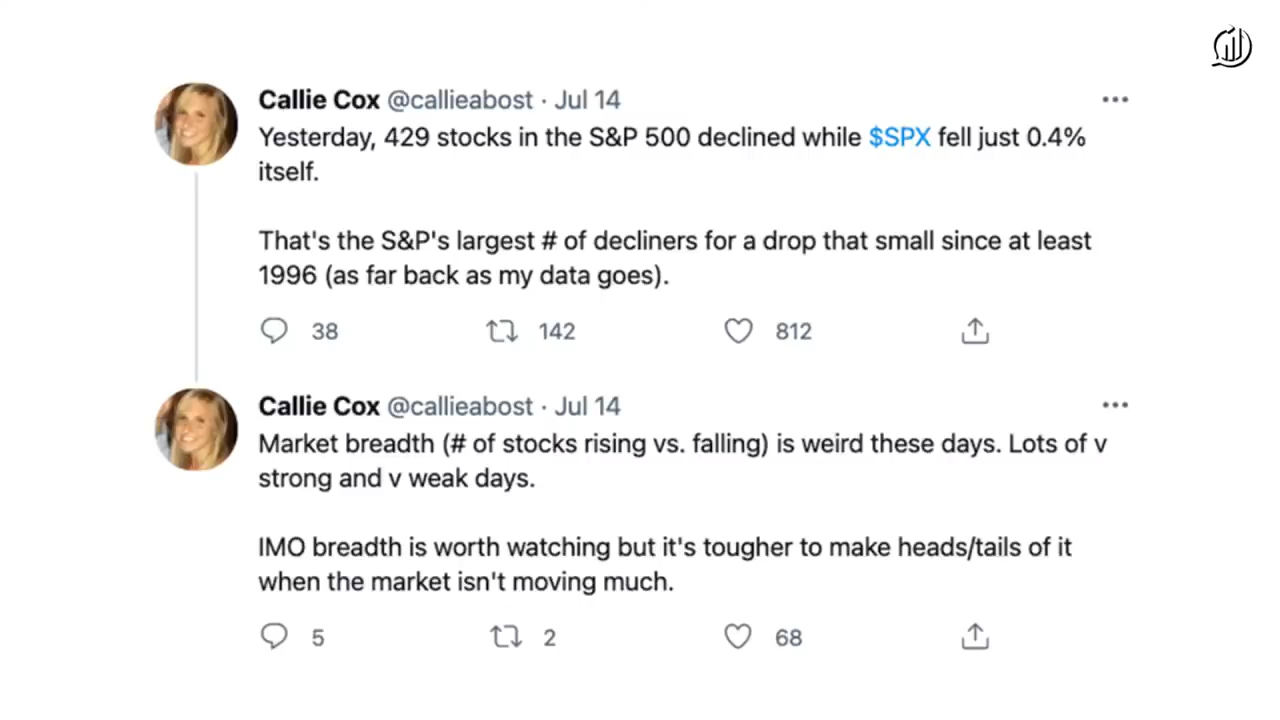 Callie Cox @callieabost · Jul 14
Yesterday, 429 stocks in the S&P 500 declined while $SPX fell just 0.4%
itself.
That's the S&P's largest # of decliners for a drop that small since at least
1996 (as far back as my data goes).
38 142 812
Callie Cox @callieabost · Jul 14
Market breadth (# of stocks rising vs. falling) is weird these days. Lots of v
strong and v weak days.
IMO breadth is worth watching but it's tougher to make heads/tails of it
when the market isn't moving much.
5 2 68